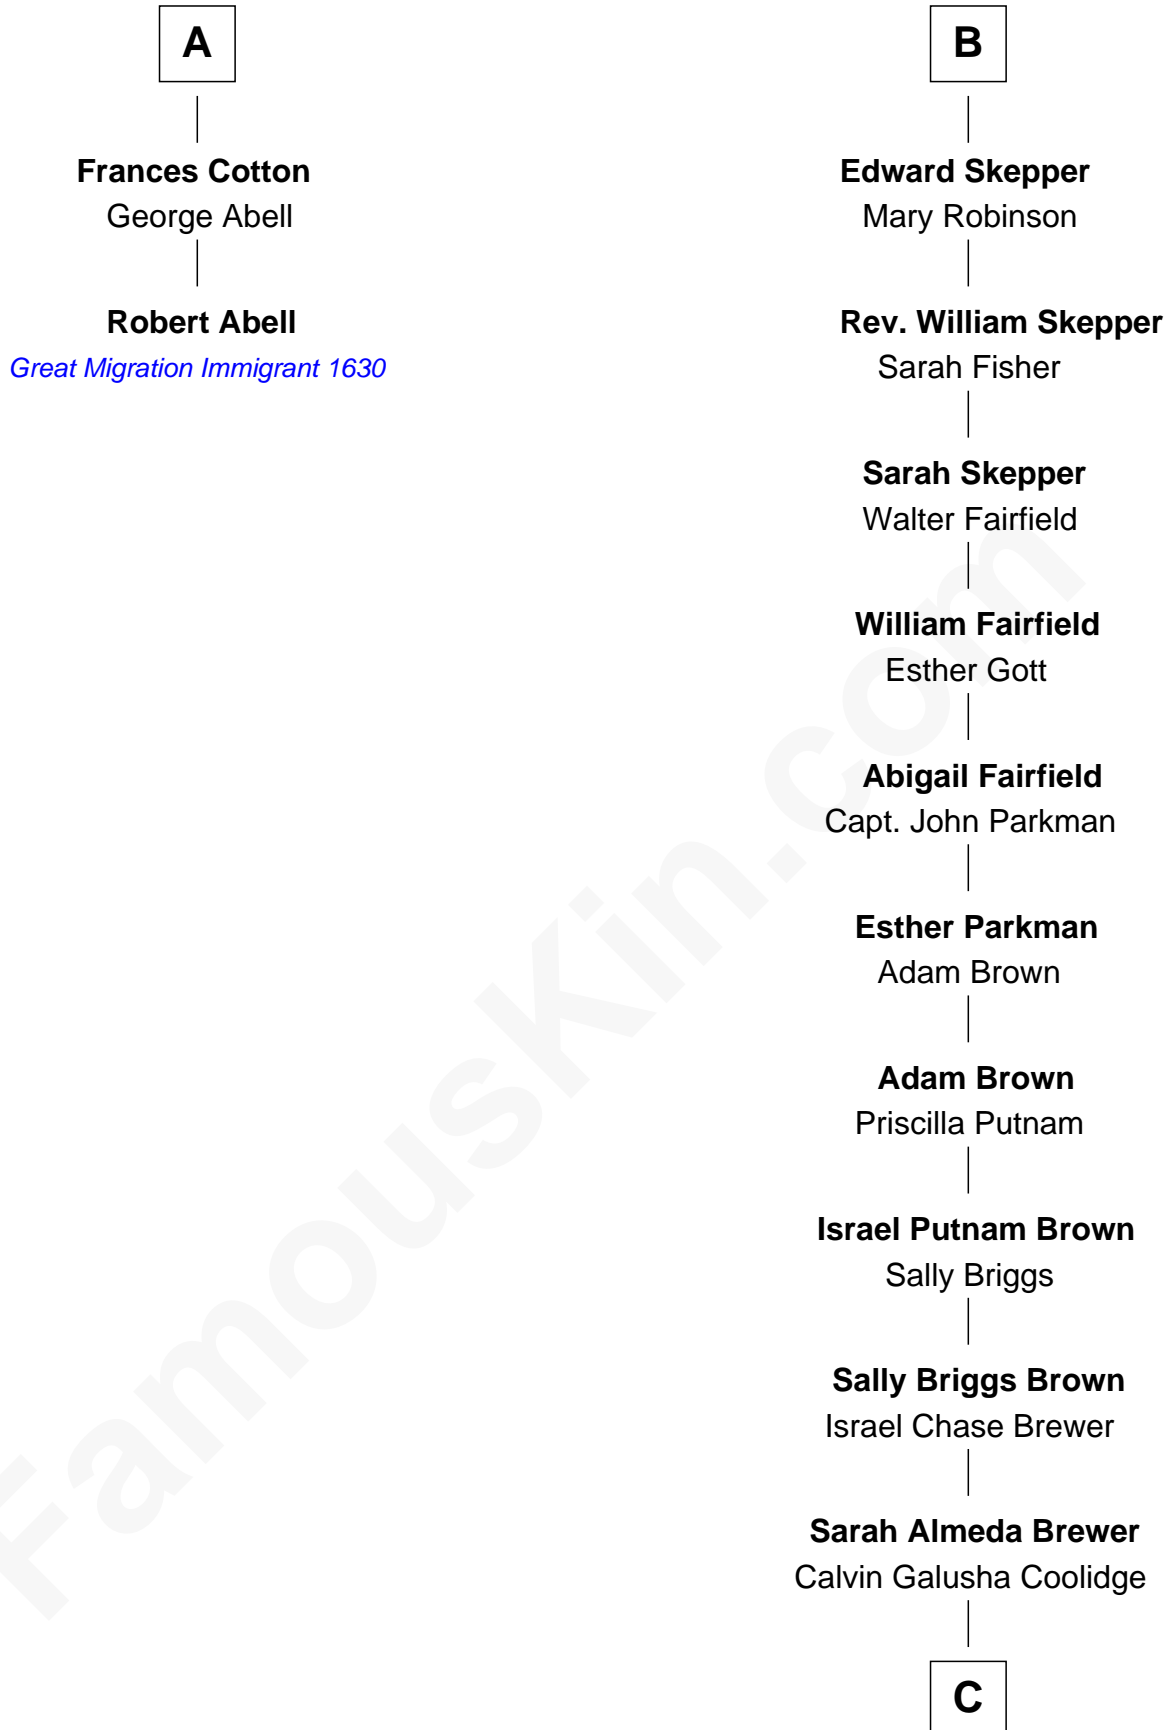 A
Frances Cotton
George Abell
Robert Abell
Great Migration Immigrant 1630
B
Edward Skepper
Mary Robinson
Rev. William Skepper
Sarah Fisher
Sarah Skepper
Walter Fairfield
William Fairfield
Esther Gott
Abigail Fairfield
Capt. John Parkman
Esther Parkman
Adam Brown
Adam Brown
Priscilla Putnam
Israel Putnam Brown
Sally Briggs
Sally Briggs Brown
Israel Chase Brewer
Sarah Almeda Brewer
Calvin Galusha Coolidge
C
FamousKin.com